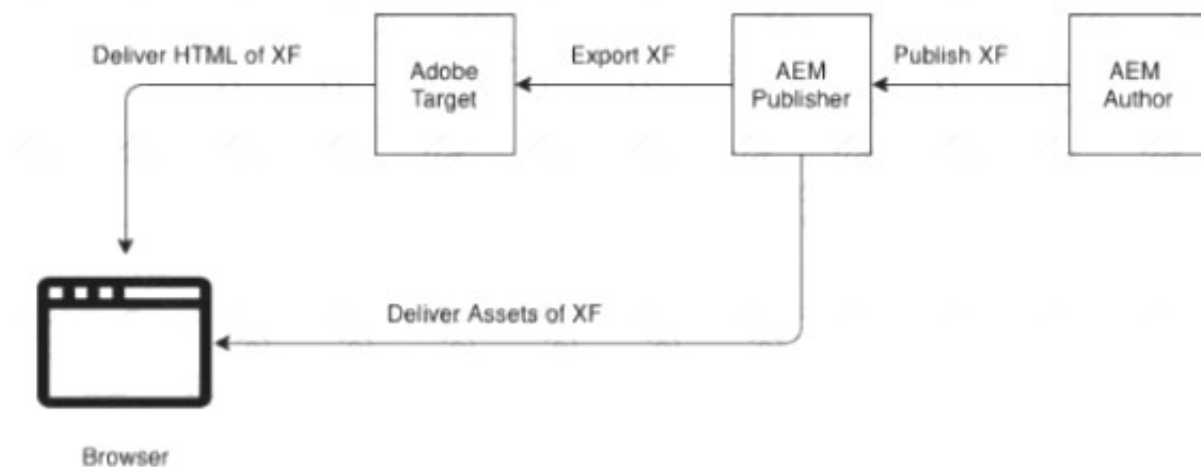 Deliver HTML of XF
Adobe
Target
Export XF
AEM
Publisher
Publish XF
AEM
Author
Deliver Assets of XF
Browser